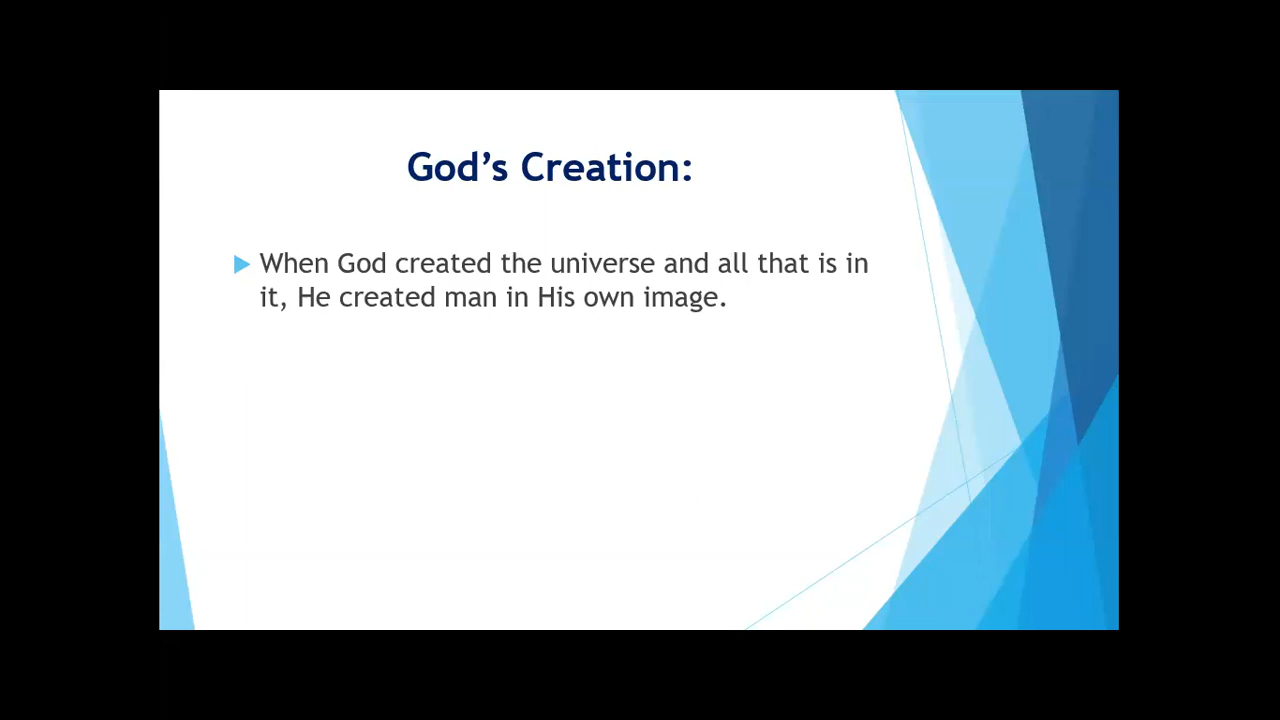 God’s Creation:
When God created the universe and all that is in
it, He created man in His own image.